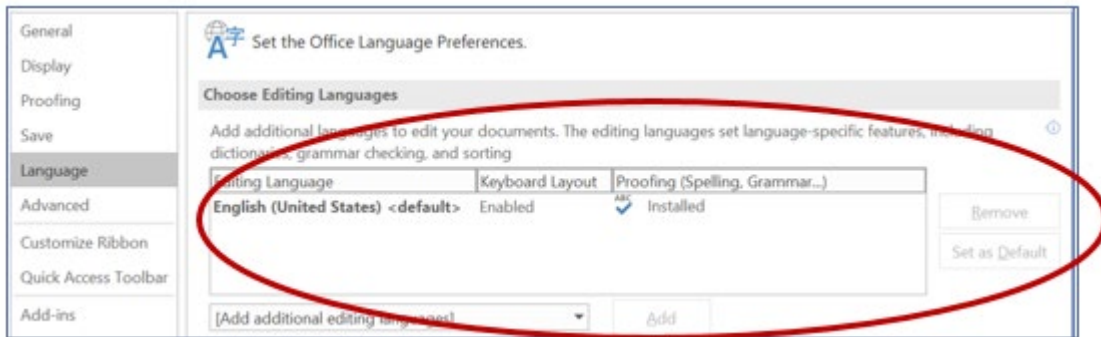 General
Display
Proofing
Save
Language
Advanced
Customize Ribbon
Quick Access Toolbar
Add-ins
A字
Set the Office Language Preferences.
Choose Editing Languages
Add additional languages to edit your documents. The editing languages set language-specific features, including
dictionaries, grammar checking, and sorting
Editing Language Keyboard Layout Proofing (Spelling, Grammar...)
English (United States) <default> Enabled ABC Installed
Remove
Set as Default
[Add additional editing languages] Add